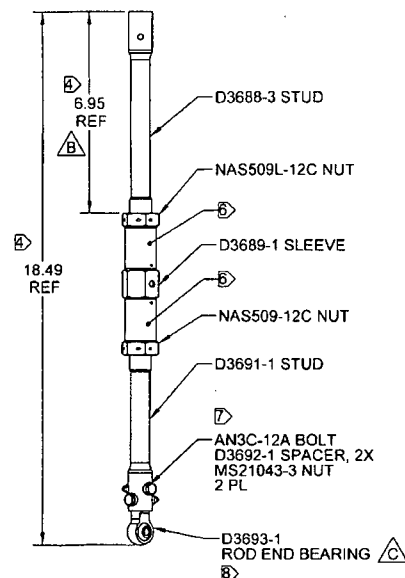 4
6.95
REF
B
D3688-3 STUD
NAS509L-12C NUT
6
D3689-1 SLEEVE
4
18.49
REF
6
NAS509-12C NUT
D3691-1 STUD
7
AN3C-12A BOLT
D3692-1 SPACER, 2X
MS21043-3 NUT
2 PL
D3693-1
ROD END BEARING C
8